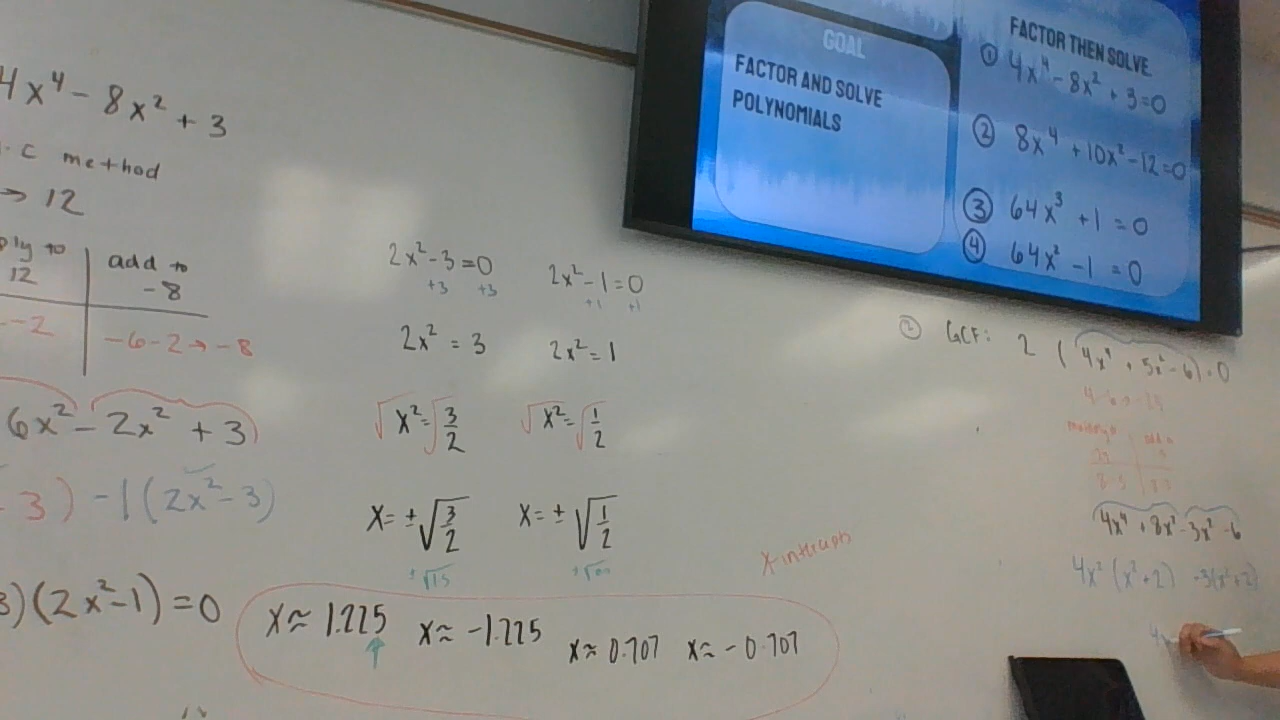 4x⁴ - 8x² + 3
. C method
→ 12
ply to 12 | add to -8
-2 | -6-2 → -8
6x² - 2x² + 3)
3) -1(2x² - 3)
3)(2x²-1) = 0
2x²-3=0
+3 +3
2x² = 3
√x² = √3/2
x = ± √3/2
± √1.5
2x²-1=0
+1 +1
2x² = 1
√x² = √1/2
x = ± √1/2
x-intercepts
x ≈ 1.225 x ≈ -1.225 x ≈ 0.707 x ≈ -0.707
GOAL
FACTOR AND SOLVE
POLYNOMIALS
FACTOR THEN SOLVE
① 4x⁴ - 8x² + 3 = 0
② 8x⁴ + 10x² - 12 = 0
③ 64x³ + 1 = 0
④ 64x² - 1 = 0
② GCF: 2 (4x⁴ + 5x² - 6) = 0
4x⁴ + 8x² - 3x² - 6
4x² (x² + 2) - 3(x² + 2)